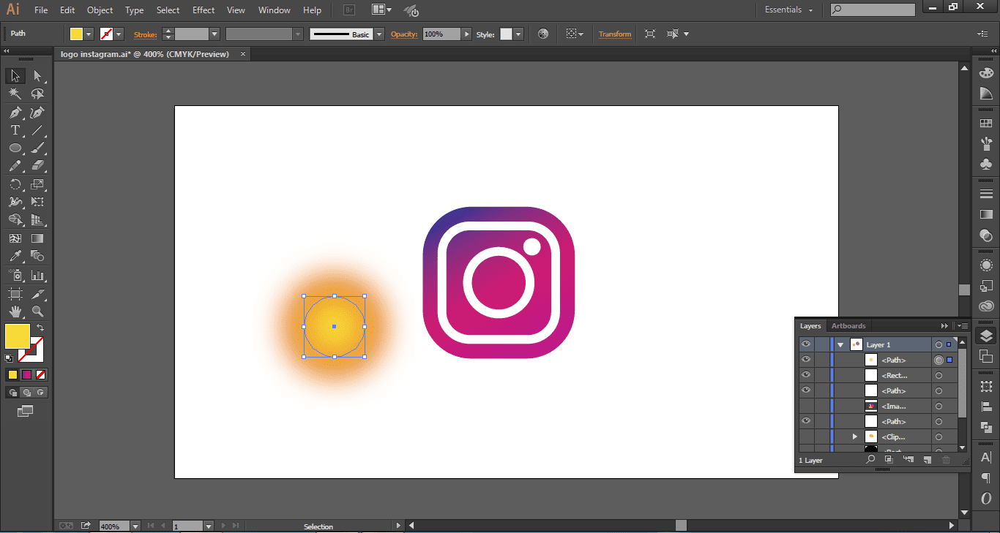 Ai File Edit Object Type Select Effect View Window Help Br Essentials
Path Stroke: Basic Opacity: 100% Style: Transform
logo instagram.ai* @ 400% (CMYK/Preview) ×
Layers Artboards
Layer 1
<Path>
<Rect...
<Path>
<Ima...
<Path>
<Clip...
1 Layer
400% 1 Selection